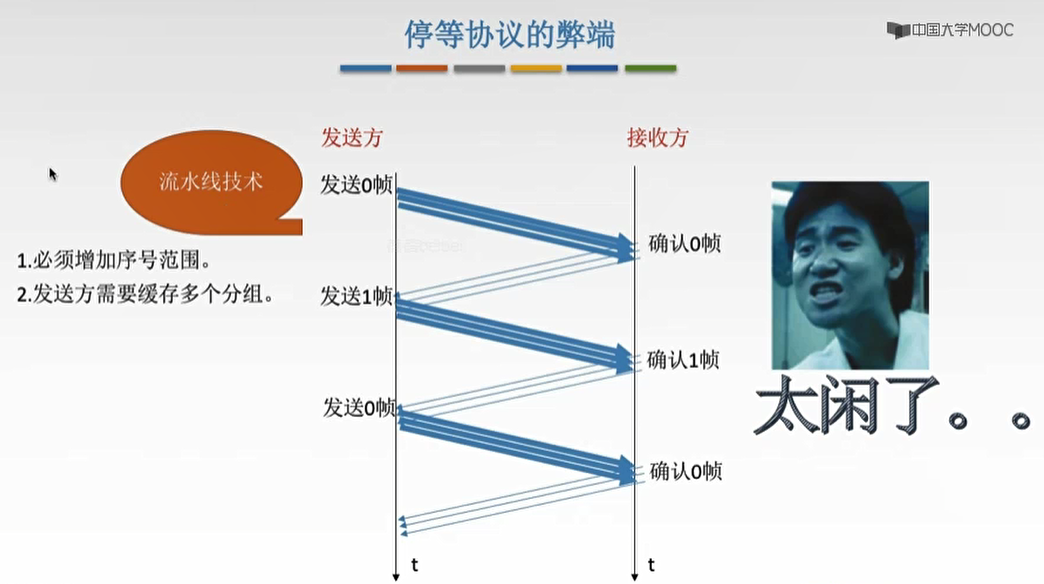 停等协议的弊端
中国大学MOOC
发送方
接收方
流水线技术
发送0帧
确认0帧
1.必须增加序号范围。
2.发送方需要缓存多个分组。
发送1帧
确认1帧
太闲了。。
发送0帧
确认0帧
t
t